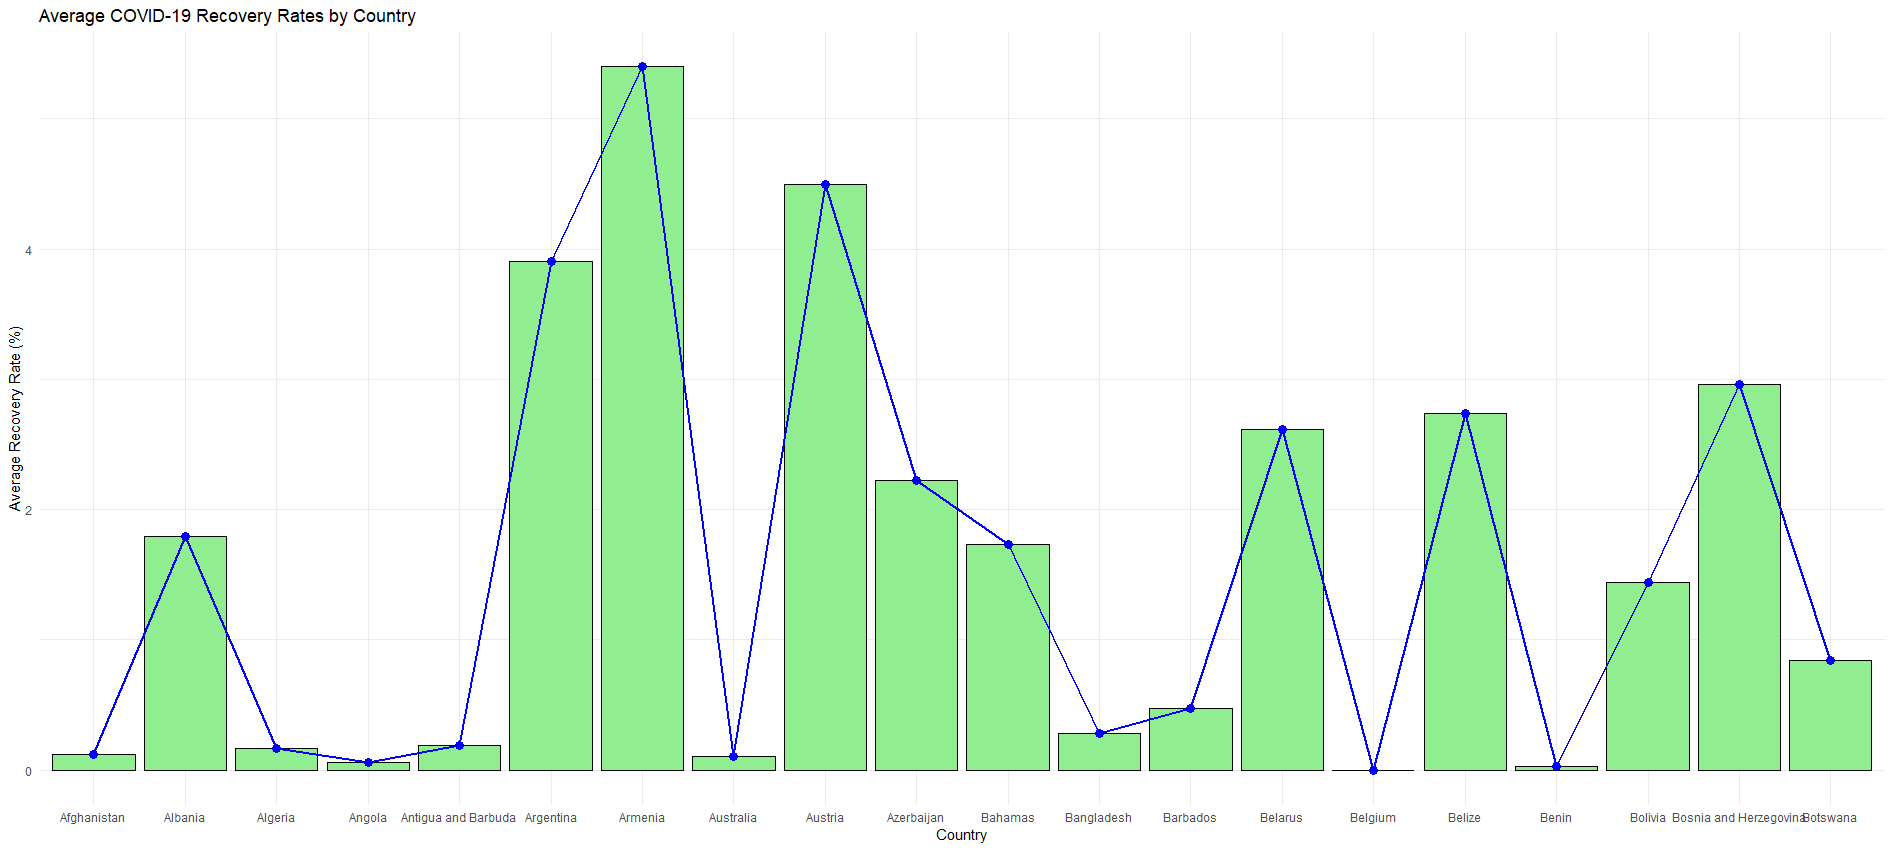 Average COVID-19 Recovery Rates by Country
Average Recovery Rate (%)
4
2
0
Afghanistan Albania Algeria Angola Antigua and Barbuda Argentina Armenia Australia Austria Azerbaijan Bahamas Bangladesh Barbados Belarus Belgium Belize Benin Bolivia Bosnia and Herzegovina Botswana
Country